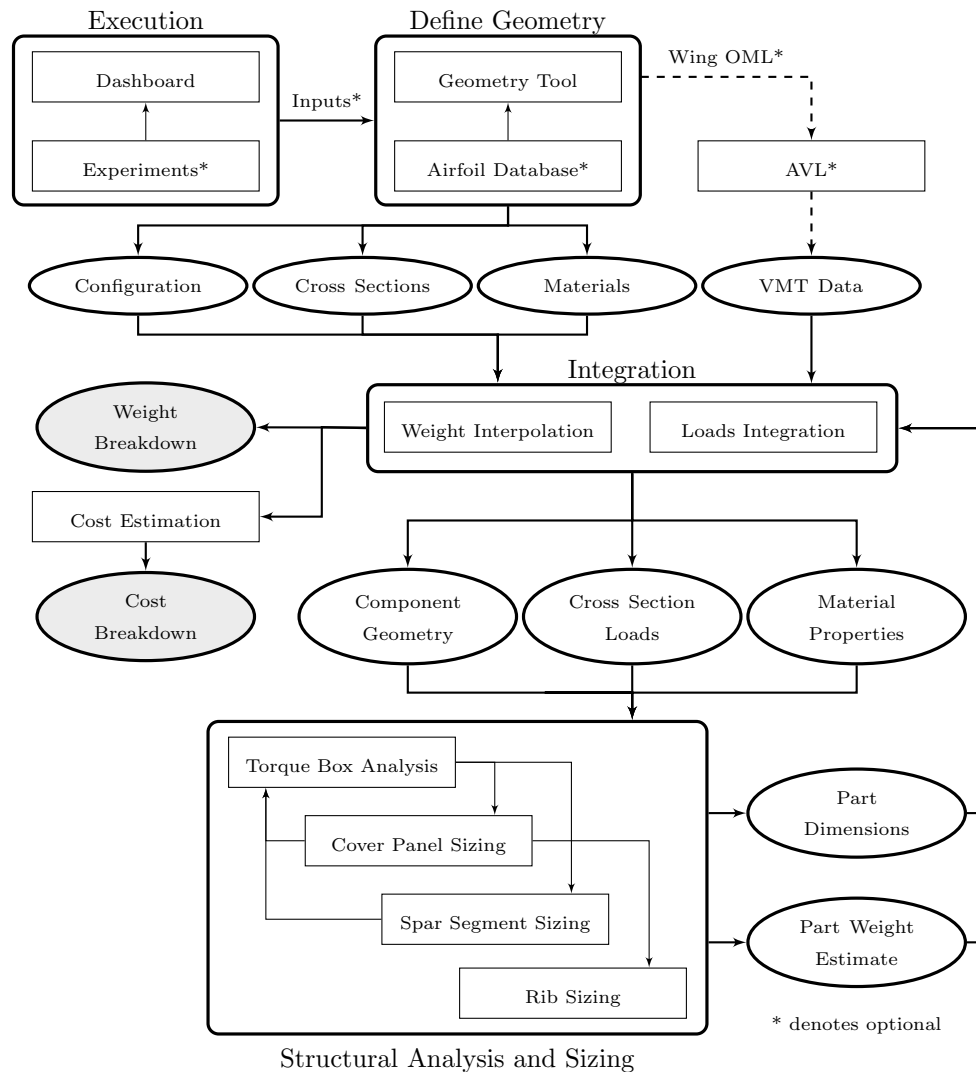 Execution
Define Geometry
Dashboard
Geometry Tool
Wing OML*
Inputs*
Experiments*
Airfoil Database*
AVL*
Configuration
Cross Sections
Materials
VMT Data
Integration
Weight
Breakdown
Weight Interpolation
Loads Integration
Cost Estimation
Cost
Breakdown
Component
Geometry
Cross Section
Loads
Material
Properties
Torque Box Analysis
Cover Panel Sizing
Spar Segment Sizing
Rib Sizing
Part
Dimensions
Part Weight
Estimate
* denotes optional
Structural Analysis and Sizing